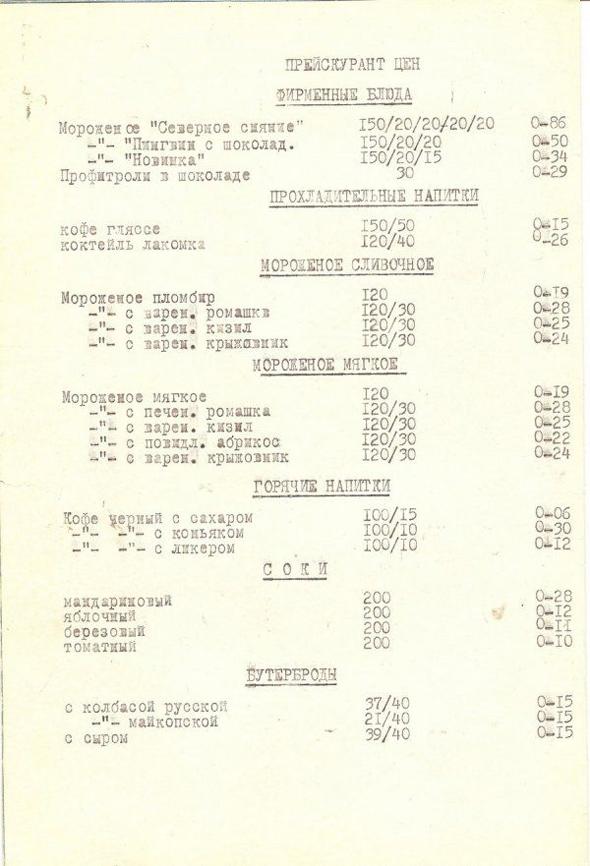 ПРЕЙСКУРАНТ ЦЕН
ФИРМЕННЫЕ БЛЮДА
Мороженое "Северное сияние" 150/20/20/20/20 0-86
-"- "Пингвин с шоколад. 150/20/20 0-50
-"- "Новинка" 150/20/15 0-34
Профитроли в шоколаде 30 0-29
ПРОХЛАДИТЕЛЬНЫЕ НАПИТКИ
кофе гляссе 150/50 0-15
коктейль лакомка 120/40 0-26
МОРОЖЕНОЕ СЛИВОЧНОЕ
Мороженое пломбир 120 0-19
-"- с варен. ромашкв 120/30 0-28
-"- с варен. кизил 120/30 0-25
-"- с варен. крыжовник 120/30 0-24
МОРОЖЕНОЕ МЯГКОЕ
Мороженое мягкое 120 0-19
-"- с печен. ромашка 120/30 0-28
-"- с варен. кизил 120/30 0-25
-"- с повидл. абрикос 120/30 0-22
-"- с варен. крыжовник 120/30 0-24
ГОРЯЧИЕ НАПИТКИ
Кофе черный с сахаром 100/15 0-06
-"- -"- с коньяком 100/10 0-30
-"- -"- с ликером 100/10 0-12
С О К И
мандариновый 200 0-28
яблочный 200 0-12
березовый 200 0-11
томатный 200 0-10
БУТЕРБРОДЫ
с колбасой русской 37/40 0-15
-"- майкопской 21/40 0-15
с сыром 39/40 0-15